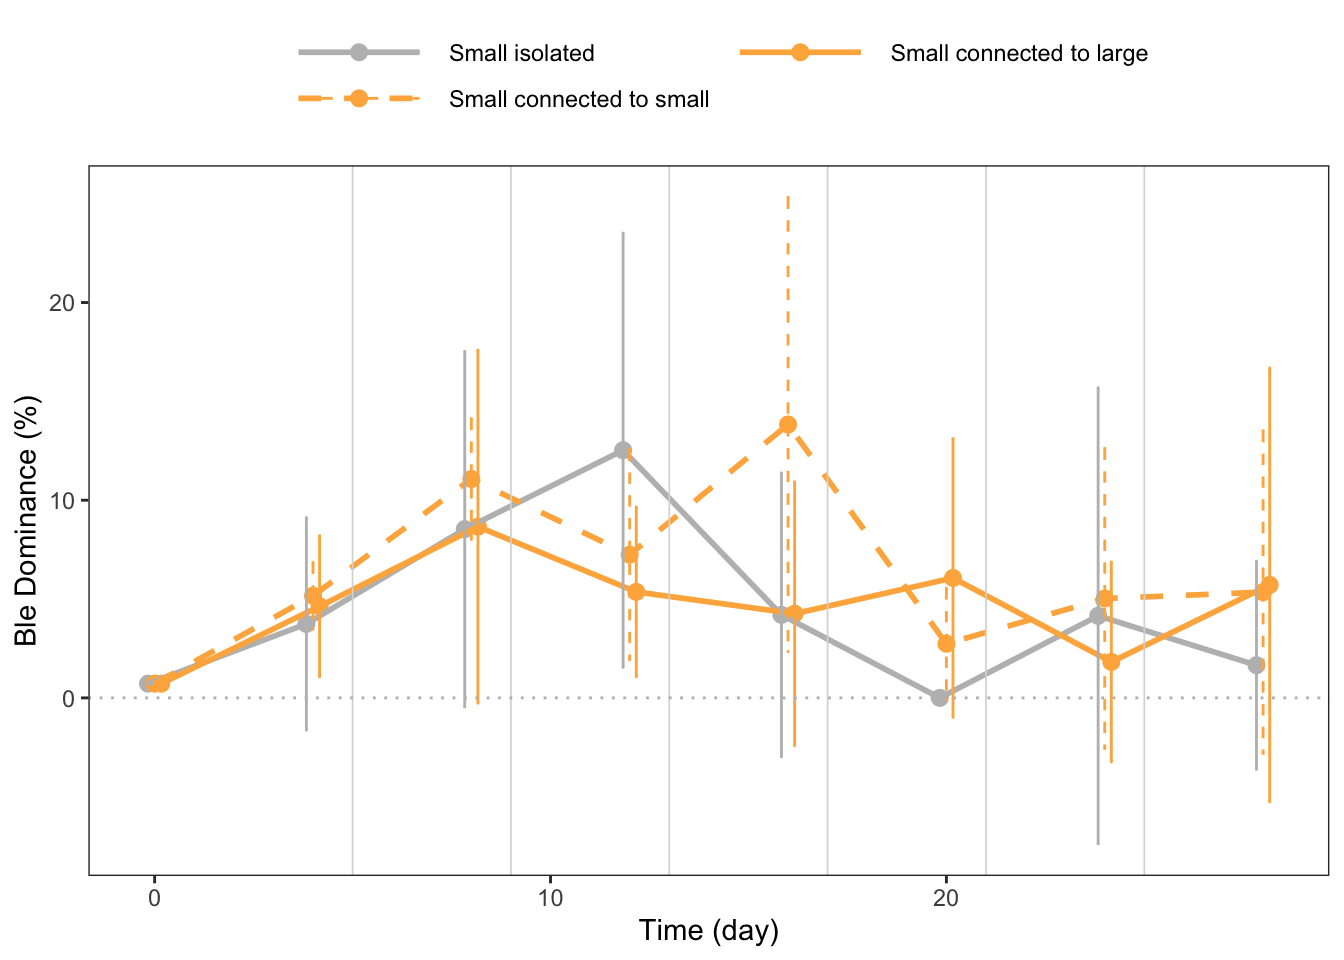 Small isolated
Small connected to large
Small connected to small
Ble Dominance (%)
20
10
0
0
10
20
Time (day)